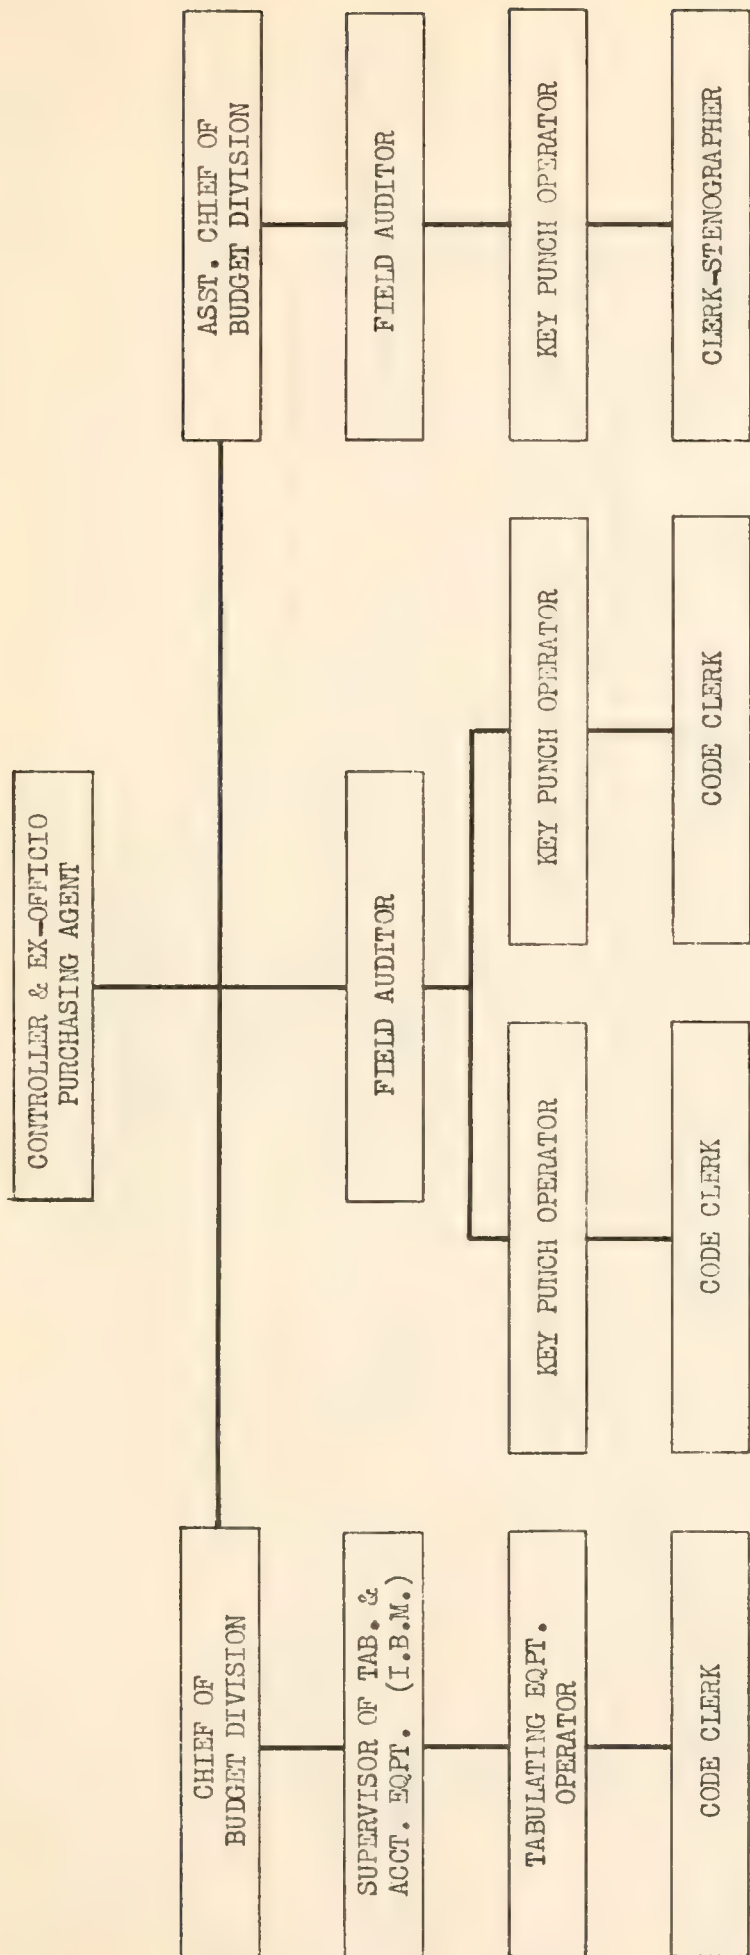 CONTROLLER & EX-OFFICIO
PURCHASING AGENT
CHIEF OF
BUDGET DIVISION
ASST. CHIEF OF
BUDGET DIVISION
SUPERVISOR OF TAB. &
ACCT. EQPT. (I.B.M.)
FIELD AUDITOR
FIELD AUDITOR
TABULATING EQPT.
OPERATOR
KEY PUNCH OPERATOR
KEY PUNCH OPERATOR
KEY PUNCH OPERATOR
CODE CLERK
CODE CLERK
CODE CLERK
CLERK-STENOGRAPHER